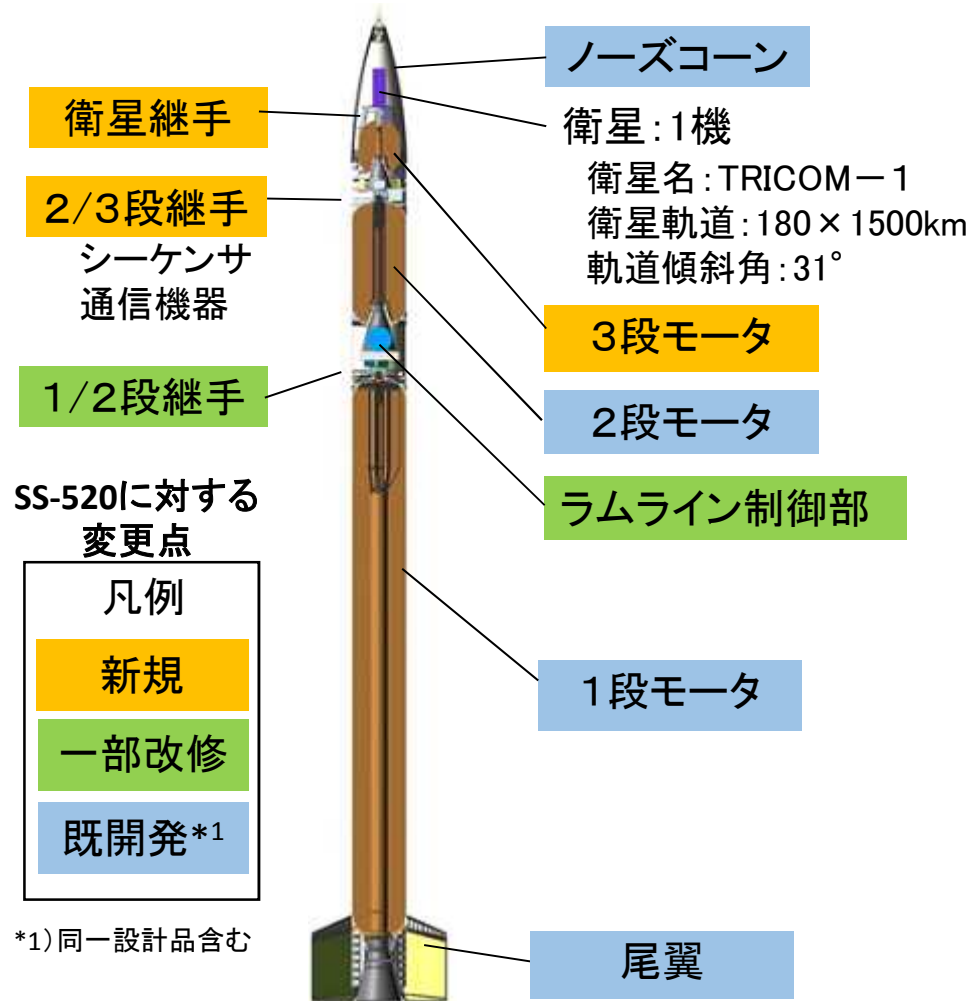 ノーズコーン
衛星:1機
衛星名:TRICOM－1
衛星軌道:180×1500km
軌道傾斜角:31°
衛星継手
2/3段継手
シーケンサ
通信機器
3段モータ
1/2段継手
2段モータ
ラムライン制御部
SS-520に対する
変更点
凡例
新規
一部改修
既開発*1
*1)同一設計品含む
1段モータ
尾翼